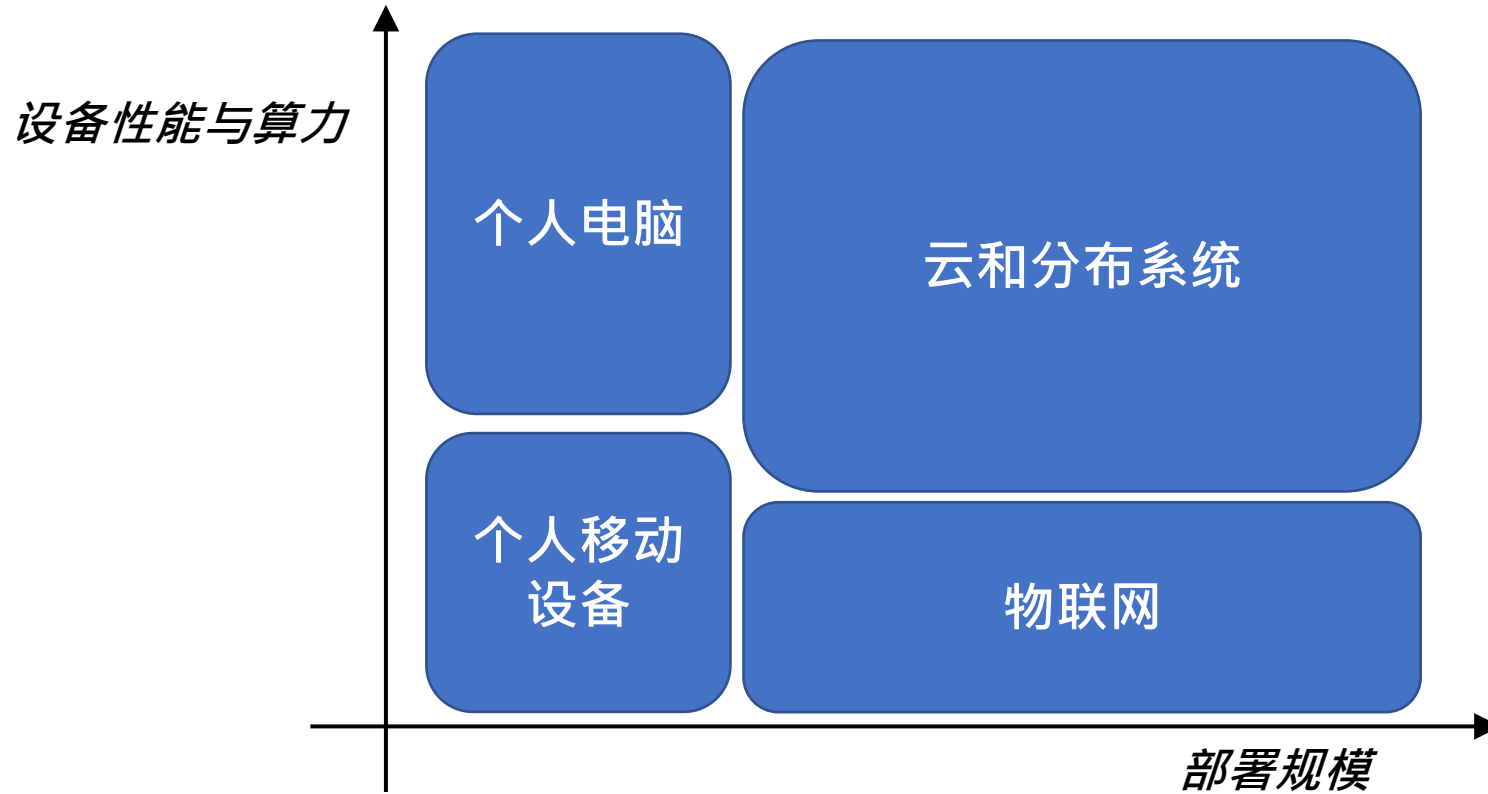 设备性能与算力
个人电脑
云和分布系统
个人移动
设备
物联网
部署规模